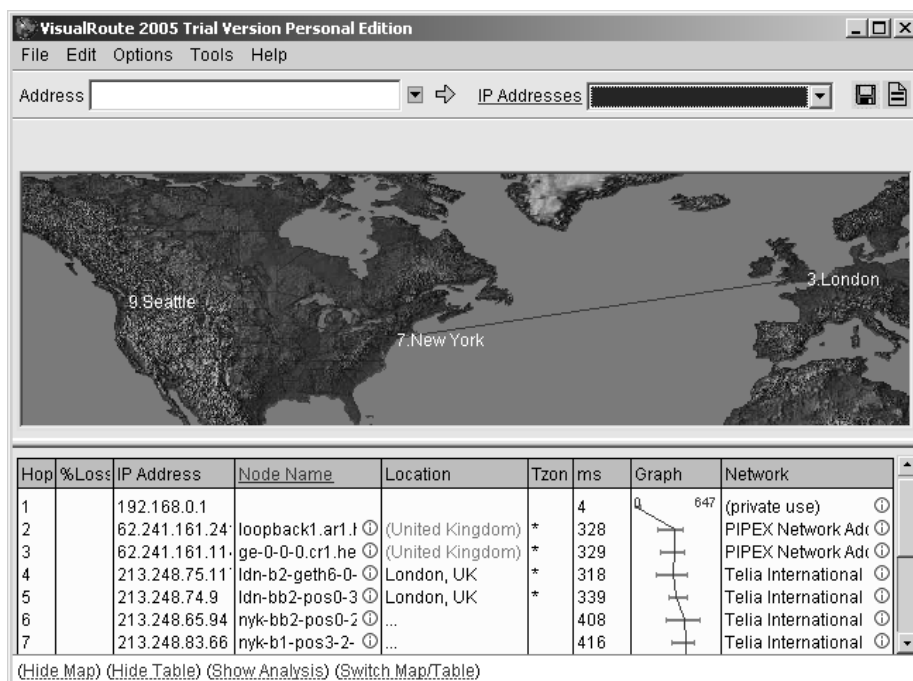 VisualRoute 2005 Trial Version Personal Edition
File Edit Options Tools Help
Address IP Addresses
9.Seattle
7.New York
3.London
Hop %Loss IP Address Node Name Location Tzon ms Graph Network
1 192.168.0.1 4 0 647 (private use)
2 62.241.161.24 loopback1.ar1.h (United Kingdom) * 328 PIPEX Network Add
3 62.241.161.11 ge-0-0-0.cr1.he (United Kingdom) * 329 PIPEX Network Add
4 213.248.75.11 ldn-b2-geth6-0- London, UK * 318 Telia International
5 213.248.74.9 ldn-bb2-pos0-3 London, UK * 339 Telia International
6 213.248.65.94 nyk-bb2-pos0-2 ... 408 Telia International
7 213.248.83.66 nyk-b1-pos3-2- ... 416 Telia International
(Hide Map) (Hide Table) (Show Analysis) (Switch Map/Table)